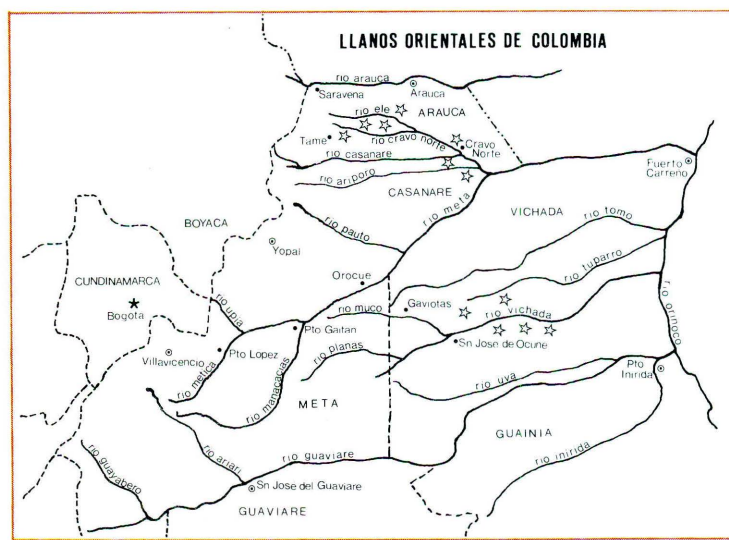 LLANOS ORIENTALES DE COLOMBIA
rio arauca
Saravena
Arauca
rio ele
ARAUCA
Tame
rio cravo norte
Cravo
Norte
rio casanare
rio ariporo
CASANARE
Fuerto
Carreño
BOYACA
rio meta
VICHADA
rio tomo
rio pauto
Yopal
CUNDINAMARCA
Orocue
rio tuparro
Bogota
rio upia
rio muco
Gaviotas
rio vichada
rio orinoco
Pto Gaitan
Villavicencio
Pto Lopez
Sn Jose de Ocune
rio planas
rio metica
rio manacacias
rio uva
Pto
Inirida
META
GUAINIA
rio guaviare
rio inirida
rio ariari
rio guayabero
Sn Jose del Guaviare
GUAVIARE